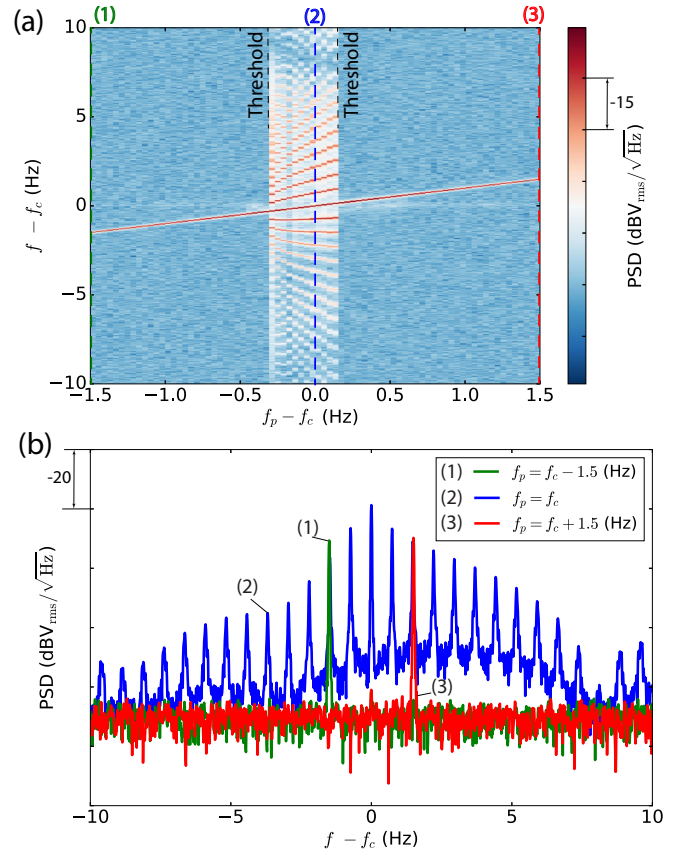 (a)
(1)
(2)
(3)
Threshold
Threshold
10
5
0
−5
−10
f − f_c (Hz)
−1.5
−1.0
−0.5
0.0
0.5
1.0
1.5
f_p − f_c (Hz)
-15
PSD (dBV_rms/√Hz)
(b)
-20
(1) f_p = f_c − 1.5 (Hz)
(2) f_p = f_c
(3) f_p = f_c + 1.5 (Hz)
(1)
(2)
(3)
PSD (dBV_rms/√Hz)
−10
−5
0
5
10
f − f_c (Hz)